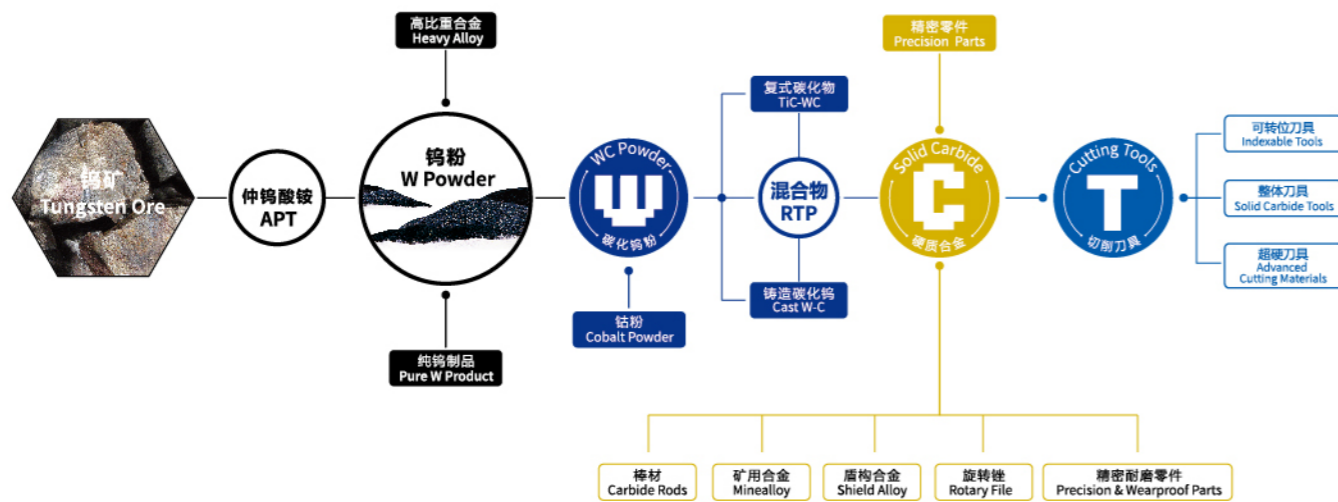 高比重合金
Heavy Alloy
精密零件
Precision Parts
复式碳化物
TiC-WC
钨矿
Tungsten Ore
仲钨酸铵
APT
钨粉
W Powder
WC Powder
碳化钨粉
混合物
RTP
Solid Carbide
C
硬质合金
Cutting Tools
T
切削刀具
可转位刀具
Indexable Tools
整体刀具
Solid Carbide Tools
超硬刀具
Advanced
Cutting Materials
铸造碳化钨
Cast W-C
钴粉
Cobalt Powder
纯钨制品
Pure W Product
棒材
Carbide Rods
矿用合金
Minealloy
盾构合金
Shield Alloy
旋转锉
Rotary File
精密耐磨零件
Precision & Wearproof Parts
W